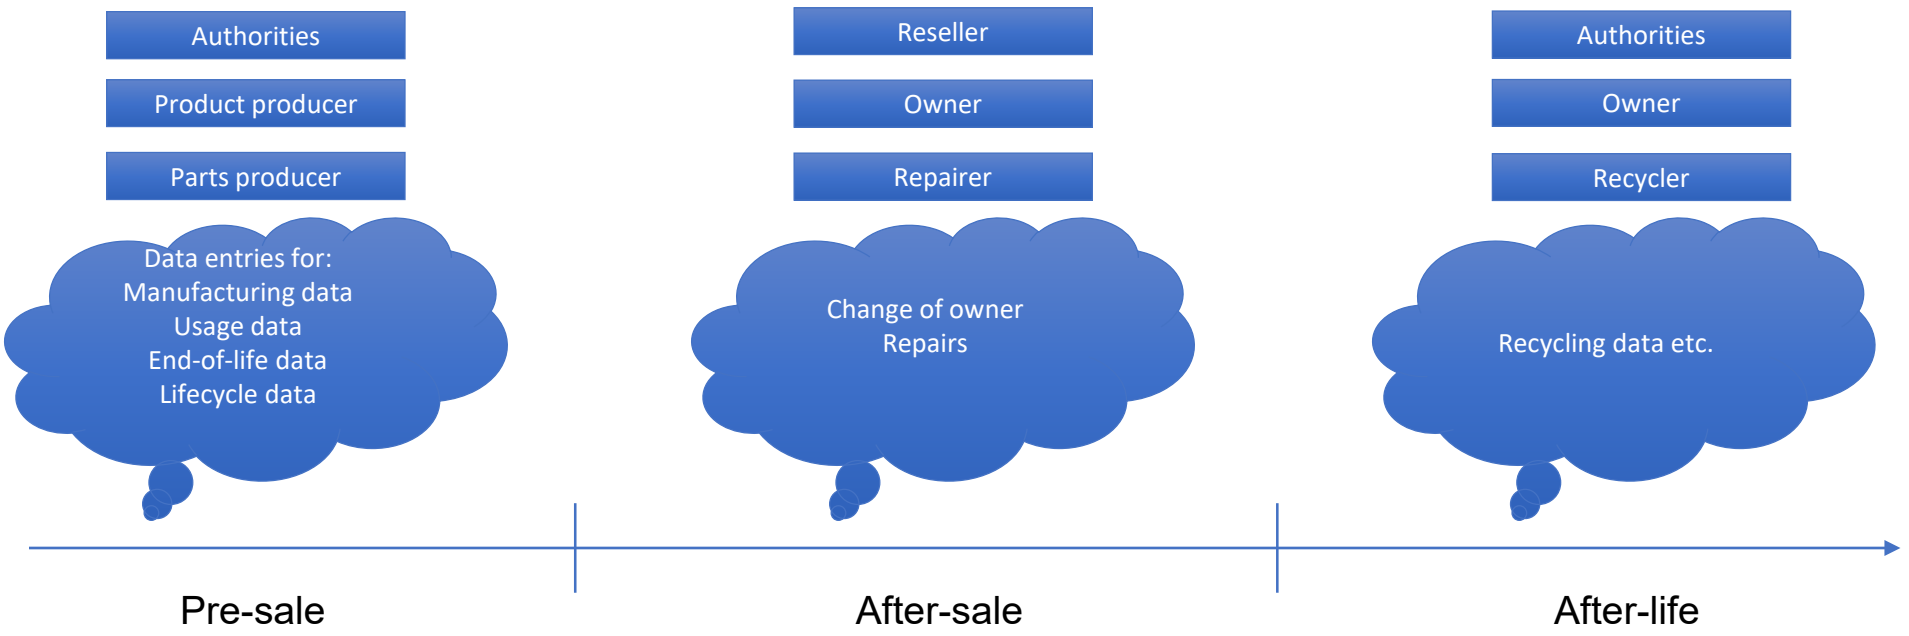 Authorities
Product producer
Parts producer
Data entries for:
Manufacturing data
Usage data
End-of-life data
Lifecycle data
Pre-sale
Reseller
Owner
Repairer
Change of owner
Repairs
After-sale
Authorities
Owner
Recycler
Recycling data etc.
After-life